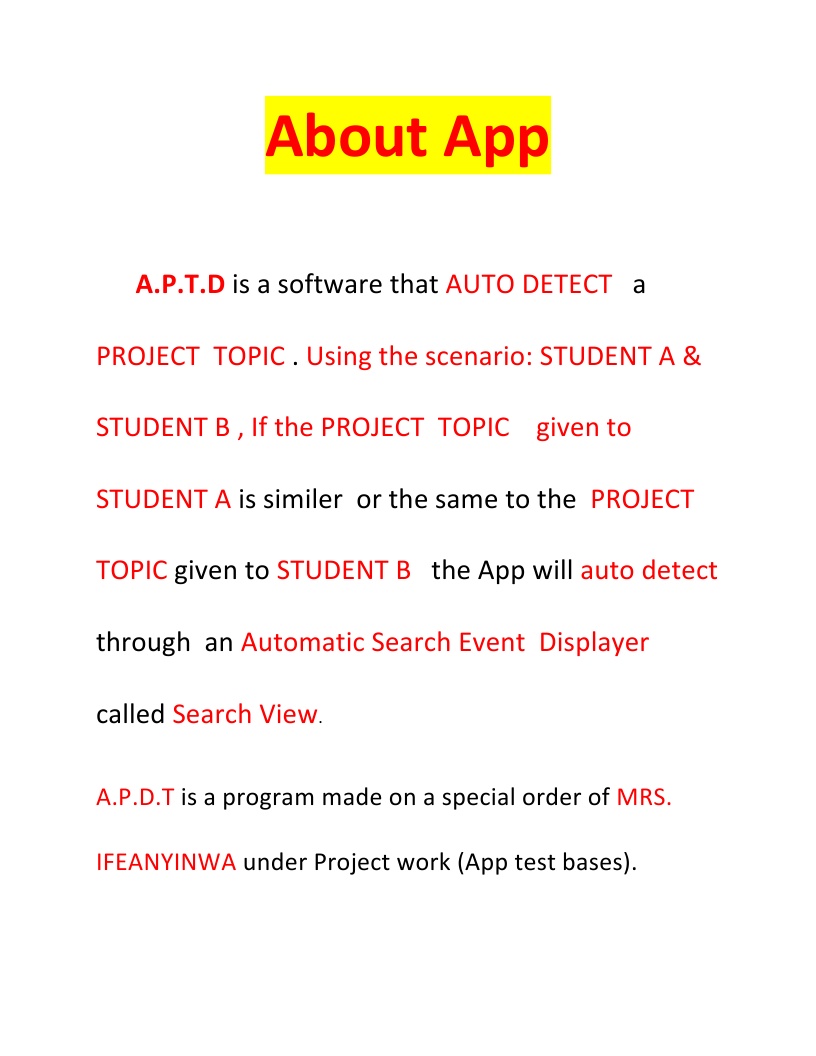 About App
A.P.T.D is a software that AUTO DETECT a
PROJECT TOPIC . Using the scenario: STUDENT A &
STUDENT B , If the PROJECT TOPIC given to
STUDENT A is similer or the same to the PROJECT
TOPIC given to STUDENT B the App will auto detect
through an Automatic Search Event Displayer
called Search View.
A.P.D.T is a program made on a special order of MRS.
IFEANYINWA under Project work (App test bases).